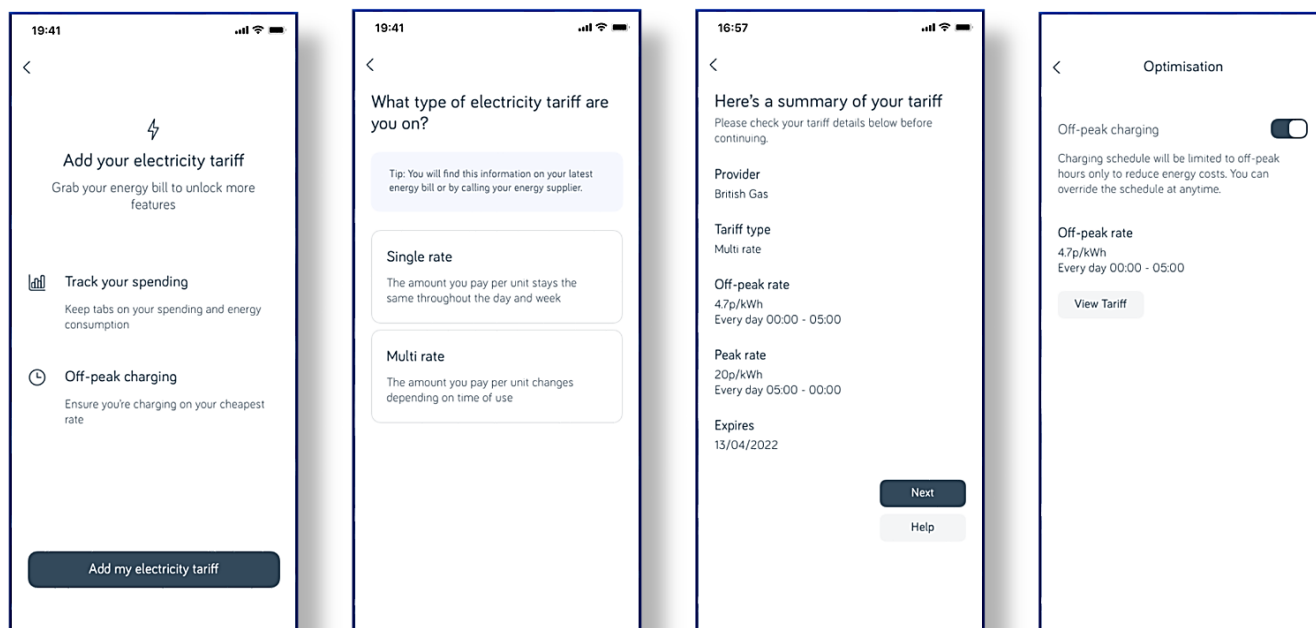 19:41
Add your electricity tariff
Grab your energy bill to unlock more
features
Track your spending
Keep tabs on your spending and energy
consumption
Off-peak charging
Ensure you're charging on your cheapest
rate
Add my electricity tariff
19:41
What type of electricity tariff are
you on?
Tip: You will find this information on your latest
energy bill or by calling your energy supplier.
Single rate
The amount you pay per unit stays the
same throughout the day and week
Multi rate
The amount you pay per unit changes
depending on time of use
16:57
Here's a summary of your tariff
Please check your tariff details below before
continuing.
Provider
British Gas
Tariff type
Multi rate
Off-peak rate
4.7p/kWh
Every day 00:00 - 05:00
Peak rate
20p/kWh
Every day 05:00 - 00:00
Expires
13/04/2022
Next
Help
Optimisation
Off-peak charging
Charging schedule will be limited to off-peak
hours only to reduce energy costs. You can
override the schedule at anytime.
Off-peak rate
4.7p/kWh
Every day 00:00 - 05:00
View Tariff